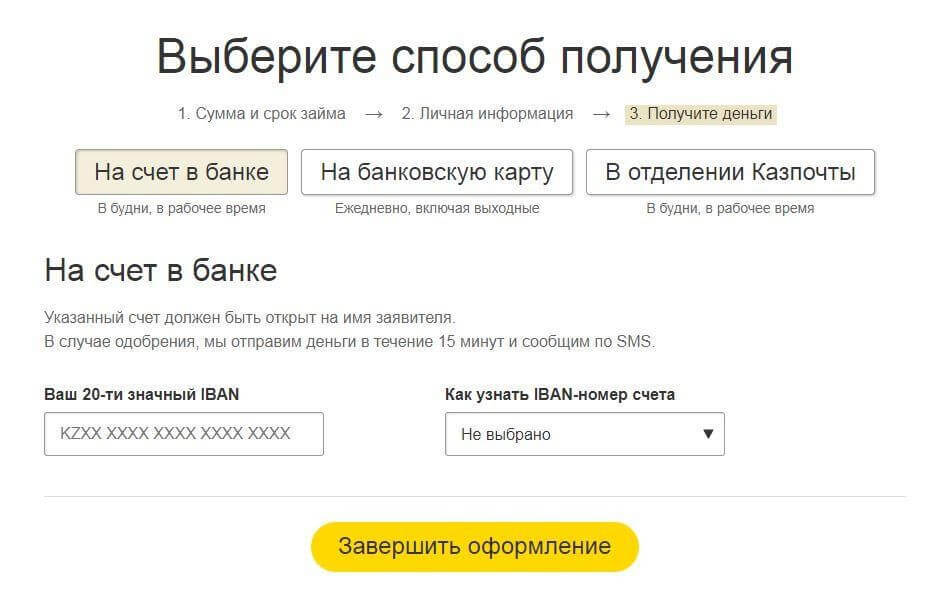 Выберите способ получения
1. Сумма и срок займа → 2. Личная информация → 3. Получите деньги
На счет в банке На банковскую карту В отделении Казпочты
В будни, в рабочее время Ежедневно, включая выходные В будни, в рабочее время
На счет в банке
Указанный счет должен быть открыт на имя заявителя.
В случае одобрения, мы отправим деньги в течение 15 минут и сообщим по SMS.
Ваш 20-ти значный IBAN Как узнать IBAN-номер счета
KZXX XXXX XXXX XXXX XXXX Не выбрано
Завершить оформление